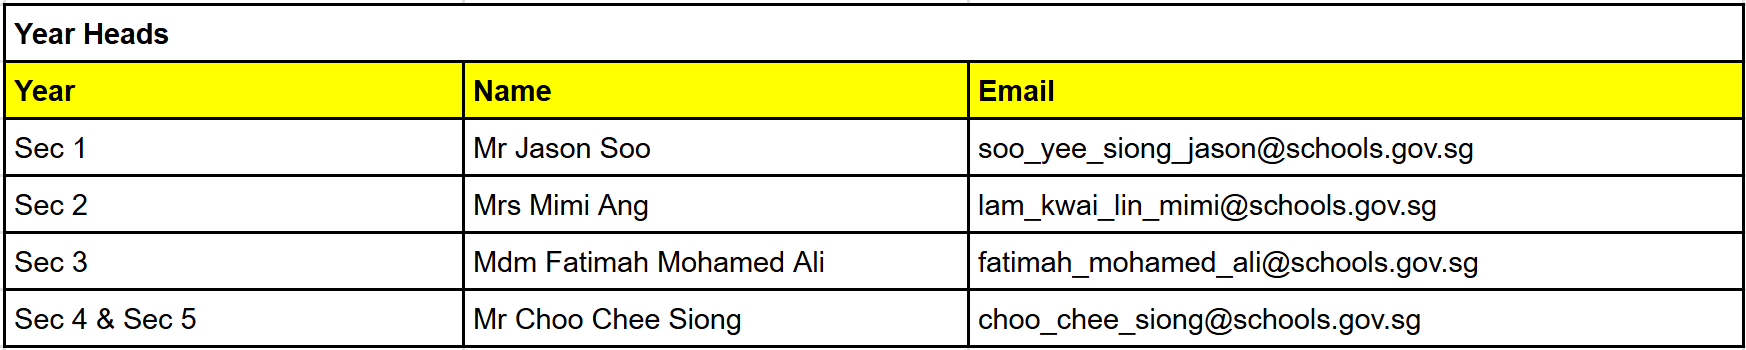 Year Heads
Year Name Email
Sec 1 Mr Jason Soo soo_yee_siong_jason@schools.gov.sg
Sec 2 Mrs Mimi Ang lam_kwai_lin_mimi@schools.gov.sg
Sec 3 Mdm Fatimah Mohamed Ali fatimah_mohamed_ali@schools.gov.sg
Sec 4 & Sec 5 Mr Choo Chee Siong choo_chee_siong@schools.gov.sg